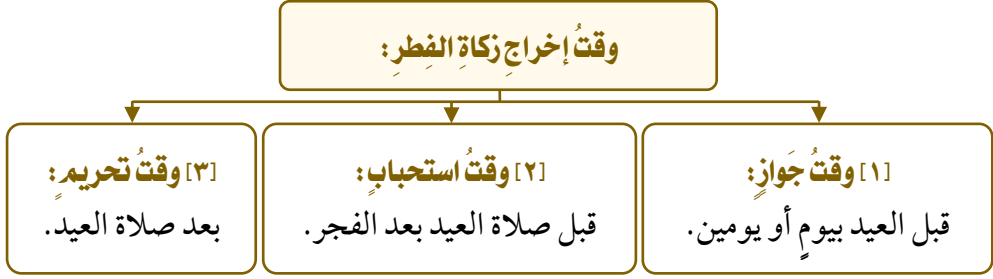 وقتُ إخراجِ زكاةِ الفِطرِ:
[١] وقتُ جَوازٍ:
قبل العيد بيومٍ أو يومين.
[٢] وقتُ استحبابٍ:
قبل صلاة العيد بعد الفجر.
[٣] وقتُ تحريمٍ:
بعد صلاة العيد.